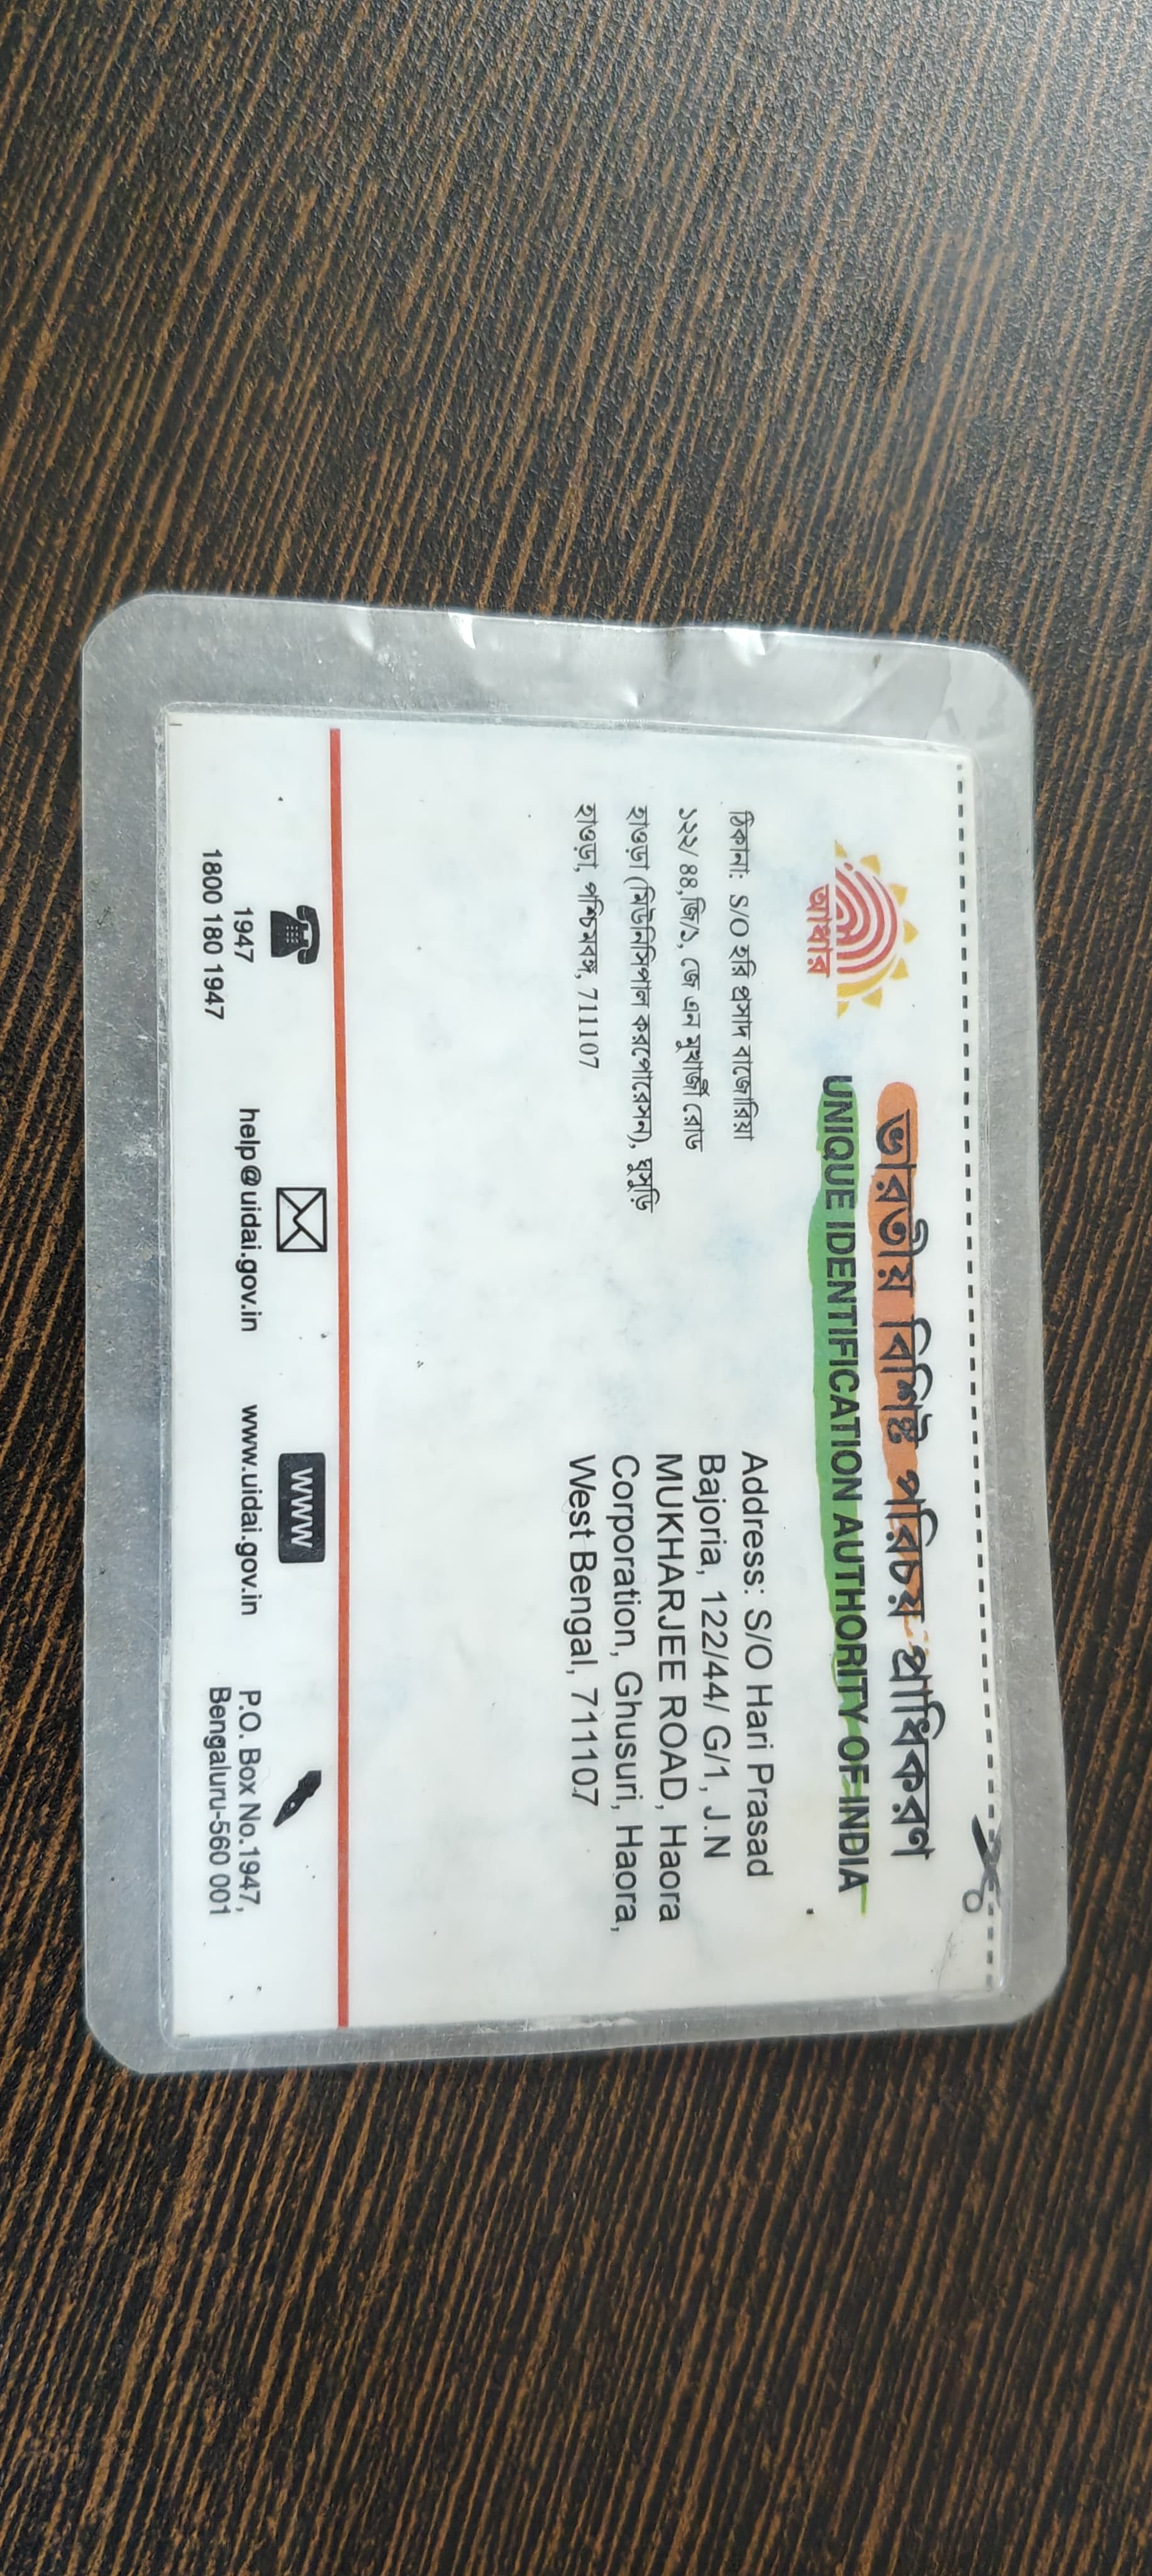 ভারতীয় বিশিষ্ট পরিচয় প্রাধিকরণ
UNIQUE IDENTIFICATION AUTHORITY OF INDIA
আধার
ঠিকানা: S/O হরি প্রসাদ বাজোরিয়া
১২২/ ৪৪,জি/১, জে এন মুখার্জী রোড
হাওড়া (মিউনিসিপাল করপোরেসন), ঘুসুড়ি
হাওড়া, পশ্চিমবঙ্গ, 711107
Address: S/O Hari Prasad
Bajoria, 122/44/ G/1, J.N
MUKHARJEE ROAD, Haora
Corporation, Ghusuri, Haora,
West Bengal, 711107
1947
1800 180 1947
help@uidai.gov.in
www
www.uidai.gov.in
P.O. Box No.1947,
Bengaluru-560 001